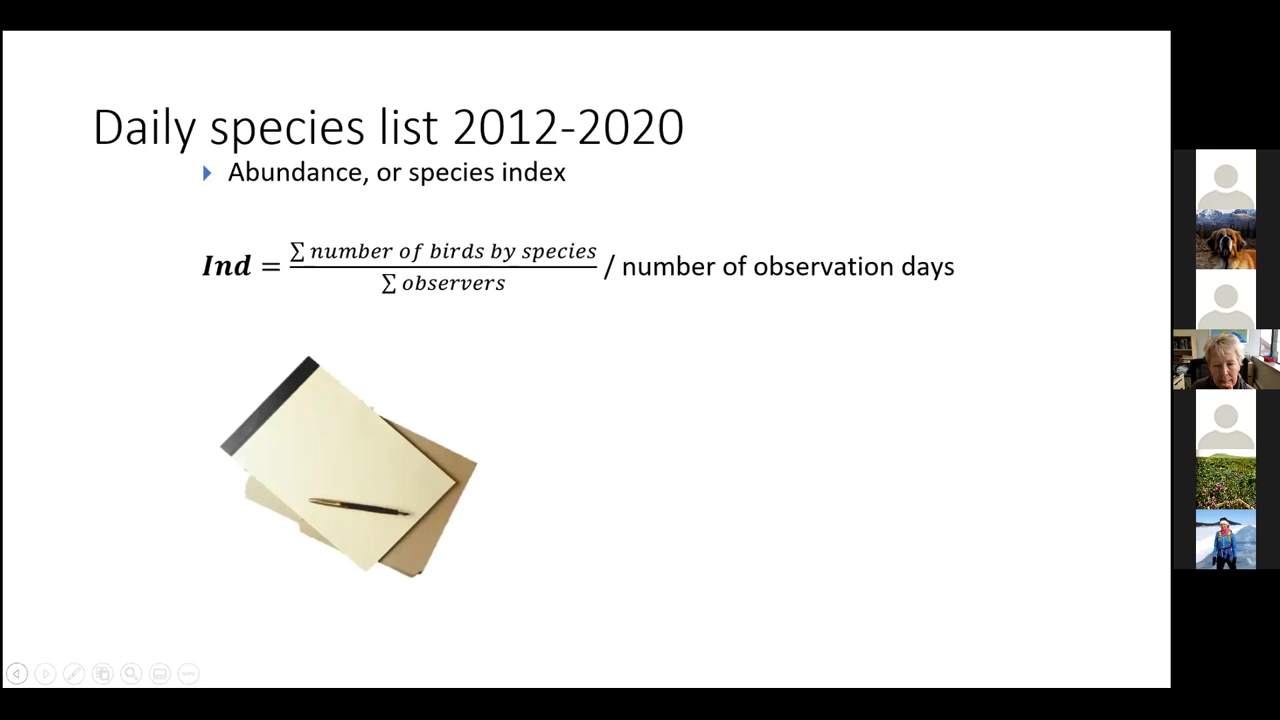 Daily species list 2012-2020
Abundance, or species index
Ind = ∑ number of birds by species / ∑ observers / number of observation days